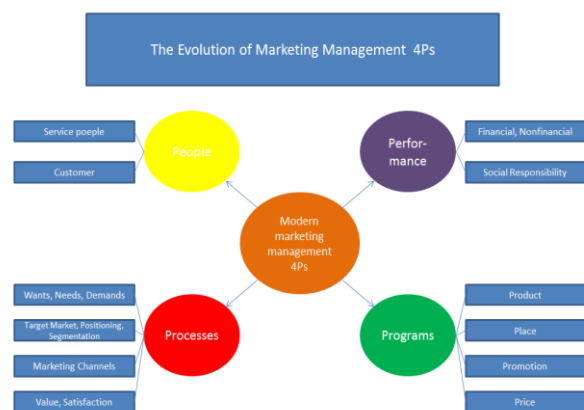 The Evolution of Marketing Management 4Ps
Service poeple
Customer
People
Perfor-
mance
Financial, Nonfinancial
Social Responsibility
Modern
marketing
management
4Ps
Wants, Needs, Demands
Target Market, Positioning,
Segmentation
Marketing Channels
Value, Satisfaction
Processes
Programs
Product
Place
Promotion
Price